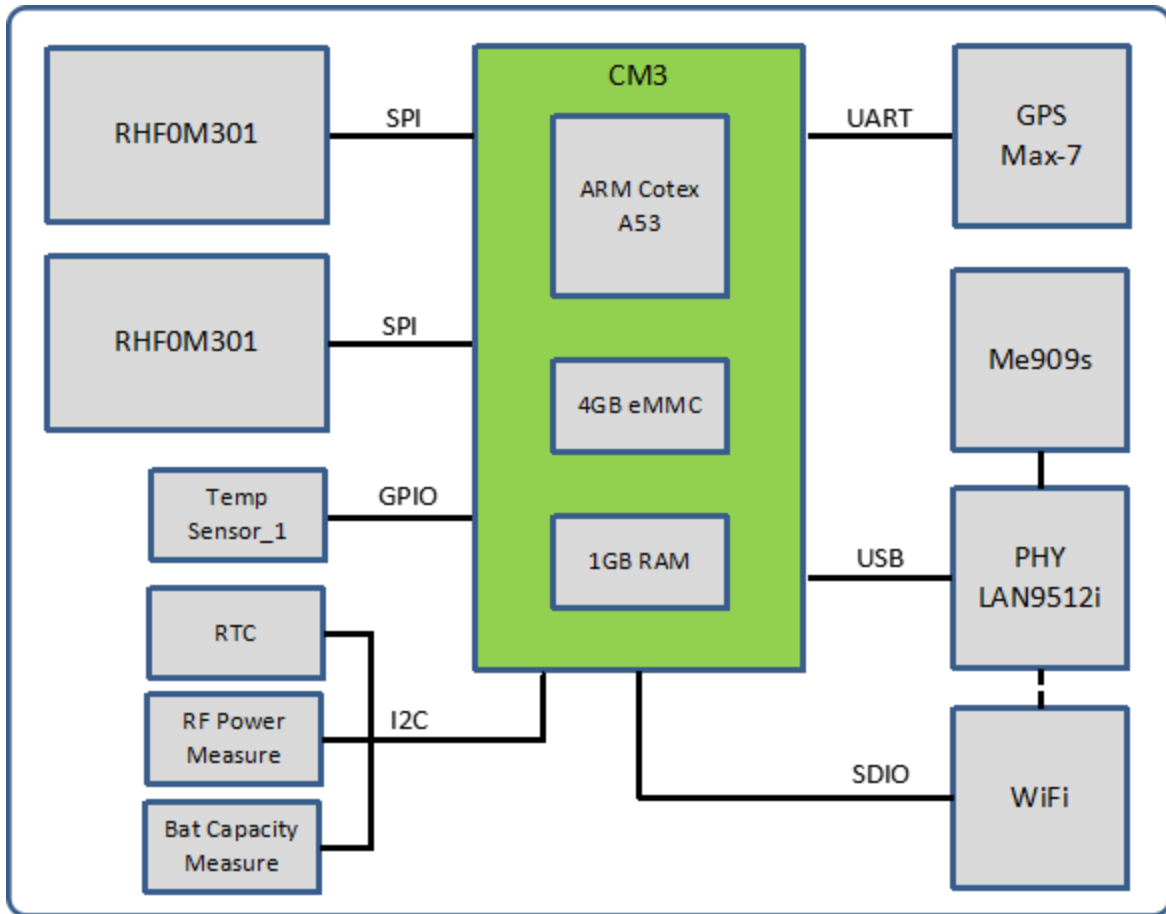 CM3
RHF0M301
SPI
ARM Cotex
A53
UART
GPS
Max-7
RHF0M301
SPI
4GB eMMC
Me909s
Temp
Sensor_1
GPIO
1GB RAM
USB
PHY
LAN9512i
RTC
RF Power
Measure
I2C
Bat Capacity
Measure
SDIO
WiFi